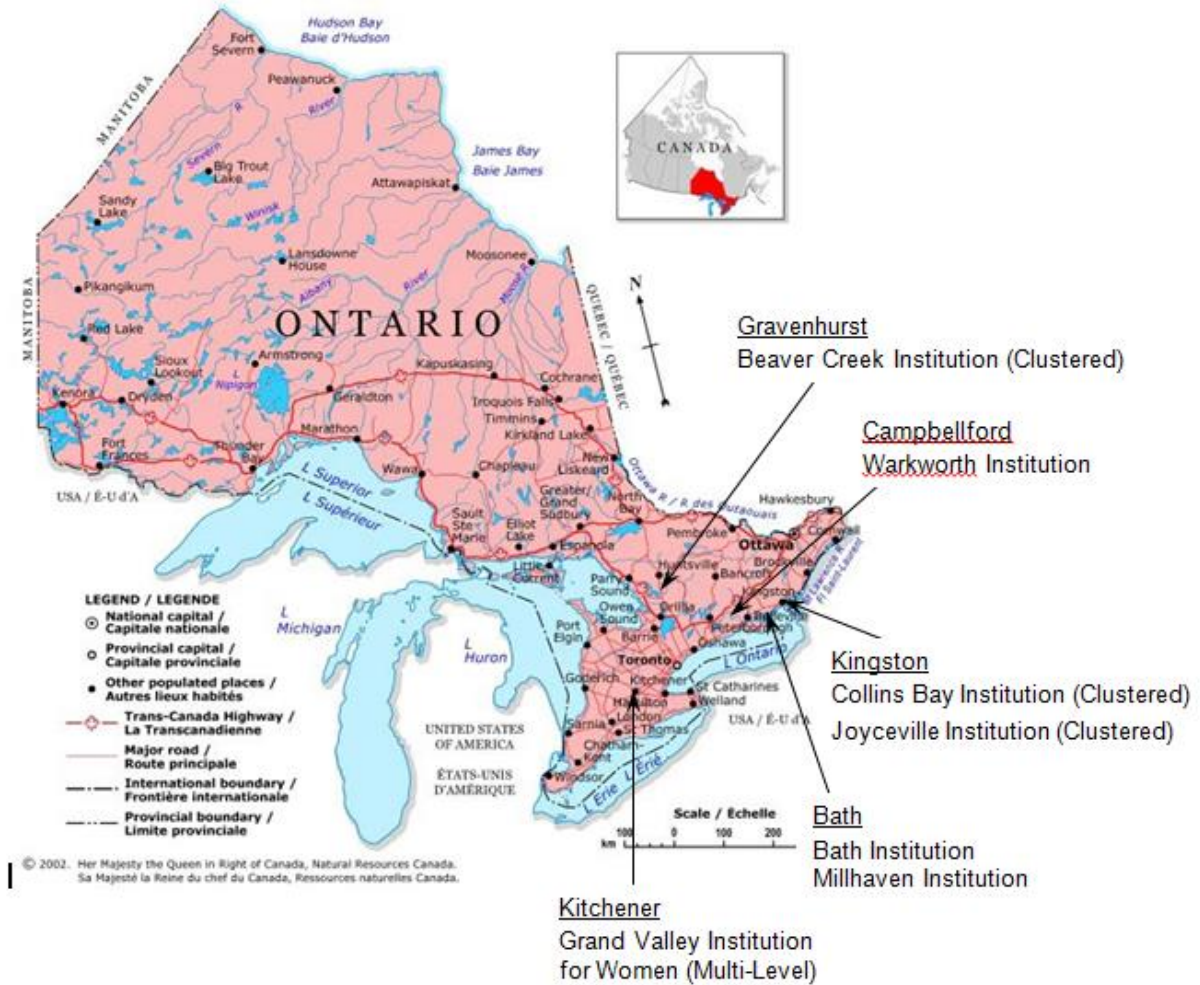 Hudson Bay
Baie d'Hudson
Fort
Severn
Peawanuck
MANITOBA
R
River
Severn
Big Trout
Lake
James Bay
Baie James
Attawapiskat
CANADA
Sandy
Lake
Winisk
Lansdowne
House
Moosonee
Pikangikum
Albany
River
Moose R
N
MANITOBA
ONTARIO
QUEBEC / QUÉBEC
Red Lake
Sioux
Lookout
Armstrong
L
Nipigon
Kapuskasing
Cochrane
Kenora
Dryden
Geraldton
Iroquois Falls
Timmins
Kirkland Lake
Marathon
Fort
Frances
Thunder
Bay
Wawa
Chapleau
New
Liskeard
USA / É-U d'A
L Superior
L Supérieur
Greater/
Grand
Sudbury
North
Bay
Ottawa R / R des Outaouais
Hawkesbury
Sault
Ste
Marie
Elliot
Lake
Espanola
Pembroke
Ottawa
Cornwall
Little
Current
Parry
Sound
Huntsville
Bancroft
Brockville
Kingston
St Lawrence R
Fl Saint-Laurent
Owen
Sound
Orillia
Peterborough
Belleville
Port
Elgin
Barrie
Oshawa
Toronto
L Ontario
L
Michigan
L
Huron
Goderich
Kitchener
Hamilton
St Catharines
Welland
USA / É-U d'A
UNITED STATES
OF AMERICA
ÉTATS-UNIS
D'AMÉRIQUE
Sarnia
London
St Thomas
Chatham-
Kent
Windsor
L Erie
L Érié
LEGEND / LEGENDE
National capital /
Capitale nationale
Provincial capital /
Capitale provinciale
Other populated places /
Autres lieux habités
Trans-Canada Highway /
La Transcanadienne
Major road /
Route principale
International boundary /
Frontière internationale
Provincial boundary /
Limite provinciale
Scale / Échelle
100 0 100 200
km
© 2002. Her Majesty the Queen in Right of Canada, Natural Resources Canada.
Sa Majesté la Reine du chef du Canada, Ressources naturelles Canada.
Gravenhurst
Beaver Creek Institution (Clustered)
Campbellford
Warkworth Institution
Kingston
Collins Bay Institution (Clustered)
Joyceville Institution (Clustered)
Bath
Bath Institution
Millhaven Institution
Kitchener
Grand Valley Institution
for Women (Multi-Level)